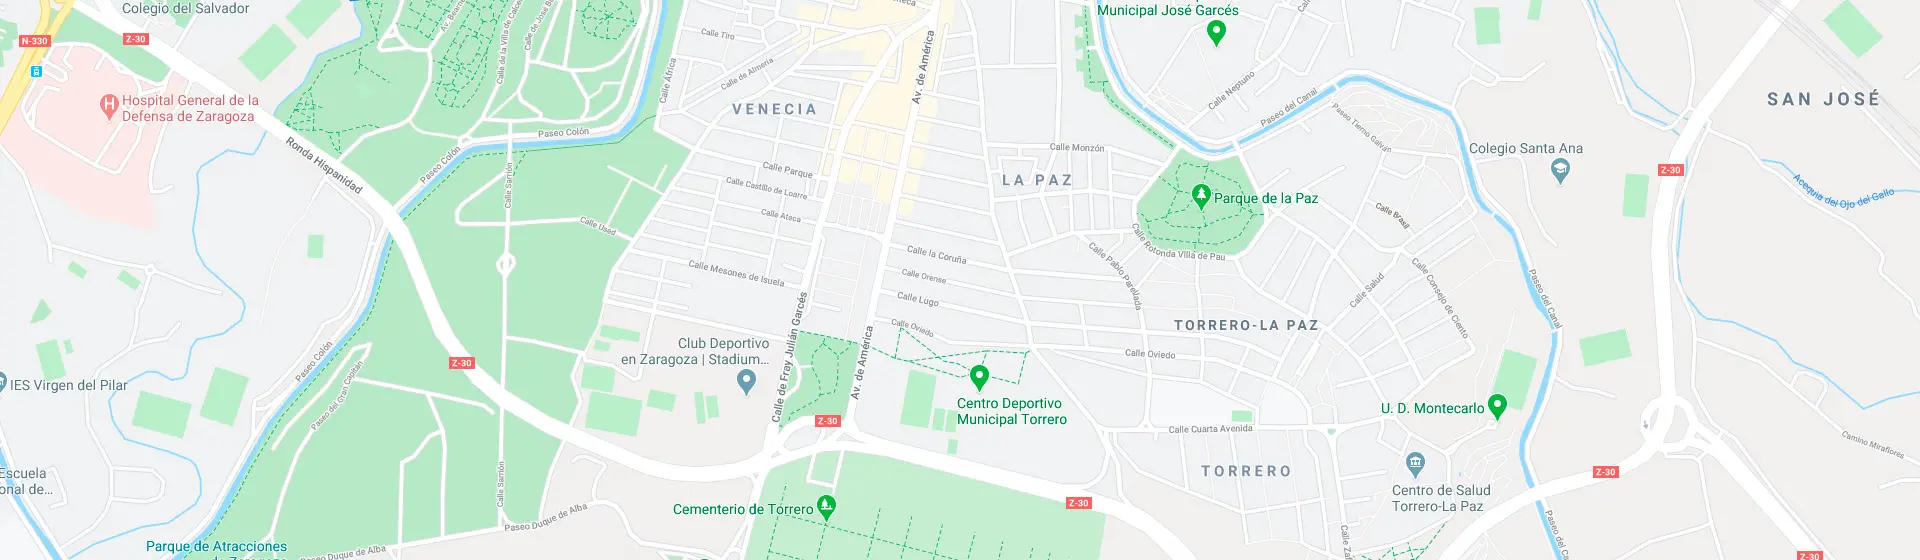 Colegio del Salvador
N-330
Z-30
Hospital General de la
Defensa de Zaragoza
Ronda Hispanidad
Paseo Colón
Paseo Colón
Calle Sarrión
Calle Used
Calle África
Calle Tiro
Calle de Almería
VENECIA
Av. de América
Calle Parque
Calle Castillo de Loarre
Calle Ataca
Calle Mesones de Isuela
Calle de Fray Julián Garcés
Municipal José Garcés
Calle Neptuno
Paseo del Canal
Paseo Tierno Galván
Calle Monzón
LA PAZ
Parque de la Paz
Calle Rotonda Villa de Pau
Calle Pablo Parellada
Calle Brasil
Calle Salud
Calle Consejo de Ciento
Colegio Santa Ana
SAN JOSÉ
Z-30
Acequia del Ojo del Gallo
Paseo del Canal
Calle la Coruña
Calle Orense
Calle Lugo
Calle Oviedo
Calle Oviedo
TORRERO-LA PAZ
Club Deportivo
en Zaragoza | Stadium...
Av. de América
Z-30
IES Virgen del Pilar
Paseo Colón
Paseo del Gran Capitán
Z-30
Centro Deportivo
Municipal Torrero
U. D. Montecarlo
Calle Cuarta Avenida
TORRERO
Camino Miraflores
Z-30
Centro de Salud
Torrero-La Paz
Escuela
onal de...
Calle Sarrión
Z-30
Cementerio de Torrero
Paseo Duque de Alba
Paseo Duque de Alba
Parque de Atracciones
Paseo del Canal
Z-30